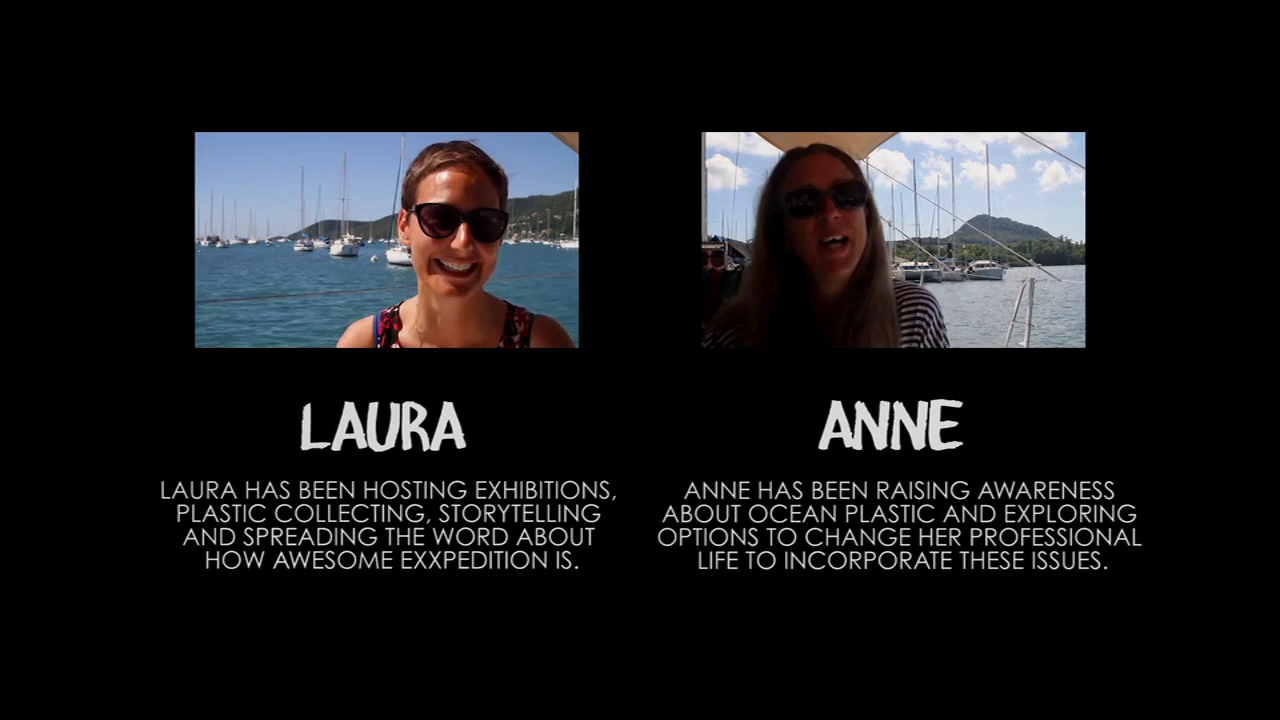 LAURA
LAURA HAS BEEN HOSTING EXHIBITIONS,
PLASTIC COLLECTING, STORYTELLING
AND SPREADING THE WORD ABOUT
HOW AWESOME EXXPEDITION IS.
ANNE
ANNE HAS BEEN RAISING AWARENESS
ABOUT OCEAN PLASTIC AND EXPLORING
OPTIONS TO CHANGE HER PROFESSIONAL
LIFE TO INCORPORATE THESE ISSUES.